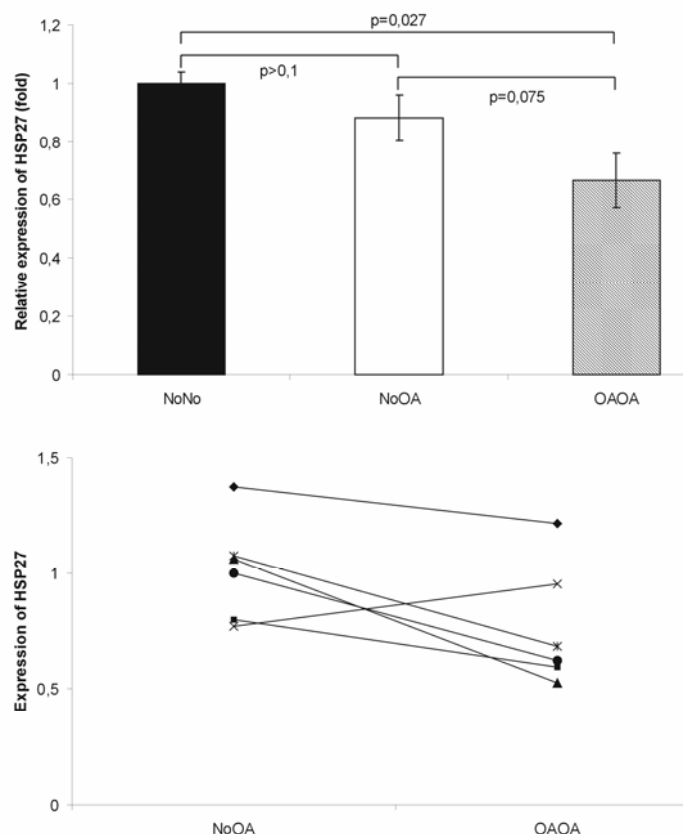 1,2
p=0,027
1
p>0,1
p=0,075
0,8
0,6
0,4
0,2
0
Relative expression of HSP27 (fold)
NoNo NoOA OAOA
1,5
1
0,5
0
Expression of HSP27
NoOA OAOA